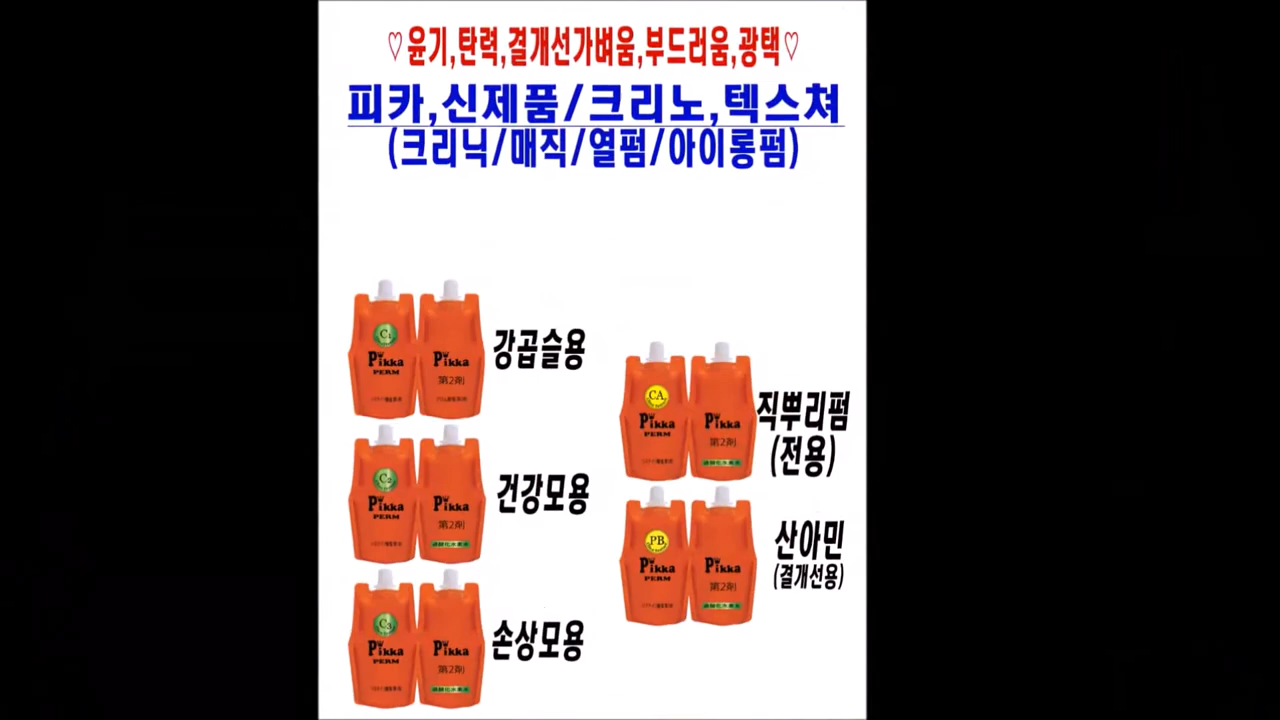 ♡윤기,탄력,결개선가벼움,부드러움,광택♡
피카,신제품/크리노,텍스쳐
(크리닉/매직/열펌/아이롱펌)
C1
Pikka
PERM
Pikka
第2剤
강곱슬용
C2
Pikka
PERM
Pikka
第2剤
건강모용
C3
Pikka
PERM
Pikka
第2剤
손상모용
CA
Pikka
PERM
Pikka
第2剤
직뿌리펌
(전용)
PB
Pikka
PERM
Pikka
第2剤
산아민
(결개선용)